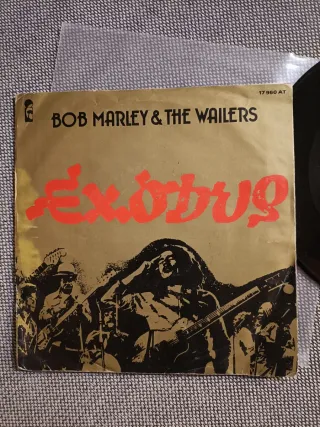 17 960 AT
BOB MARLEY & THE WAILERS
Exodus